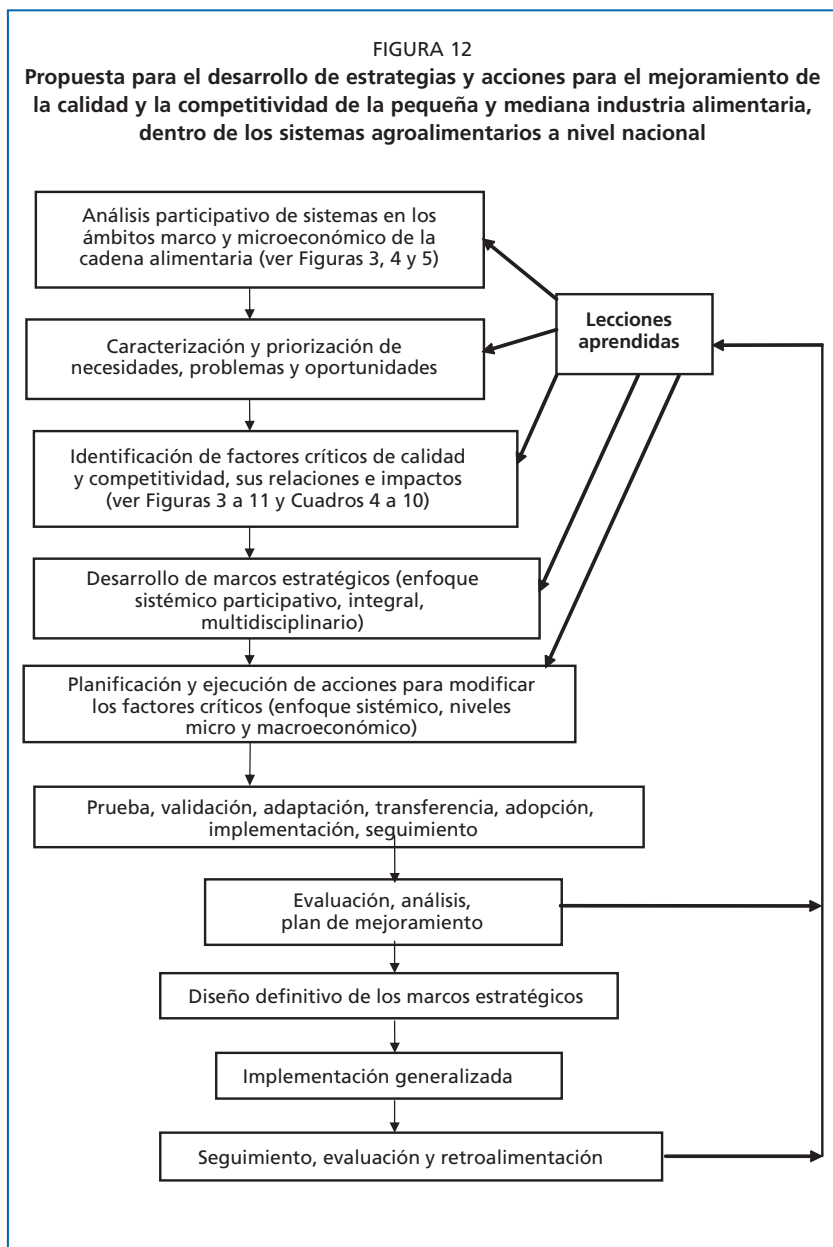 FIGURA 12
Propuesta para el desarrollo de estrategias y acciones para el mejoramiento de
la calidad y la competitividad de la pequeña y mediana industria alimentaria,
dentro de los sistemas agroalimentarios a nivel nacional
Análisis participativo de sistemas en los
ámbitos marco y microeconómico de la
cadena alimentaria (ver Figuras 3, 4 y 5)
Lecciones
aprendidas
Caracterización y priorización de
necesidades, problemas y oportunidades
Identificación de factores críticos de calidad
y competitividad, sus relaciones e impactos
(ver Figuras 3 a 11 y Cuadros 4 a 10)
Desarrollo de marcos estratégicos (enfoque
sistémico participativo, integral,
multidisciplinario)
Planificación y ejecución de acciones para modificar
los factores críticos (enfoque sistémico, niveles
micro y macroeconómico)
Prueba, validación, adaptación, transferencia, adopción,
implementación, seguimiento
Evaluación, análisis,
plan de mejoramiento
Diseño definitivo de los marcos estratégicos
Implementación generalizada
Seguimiento, evaluación y retroalimentación